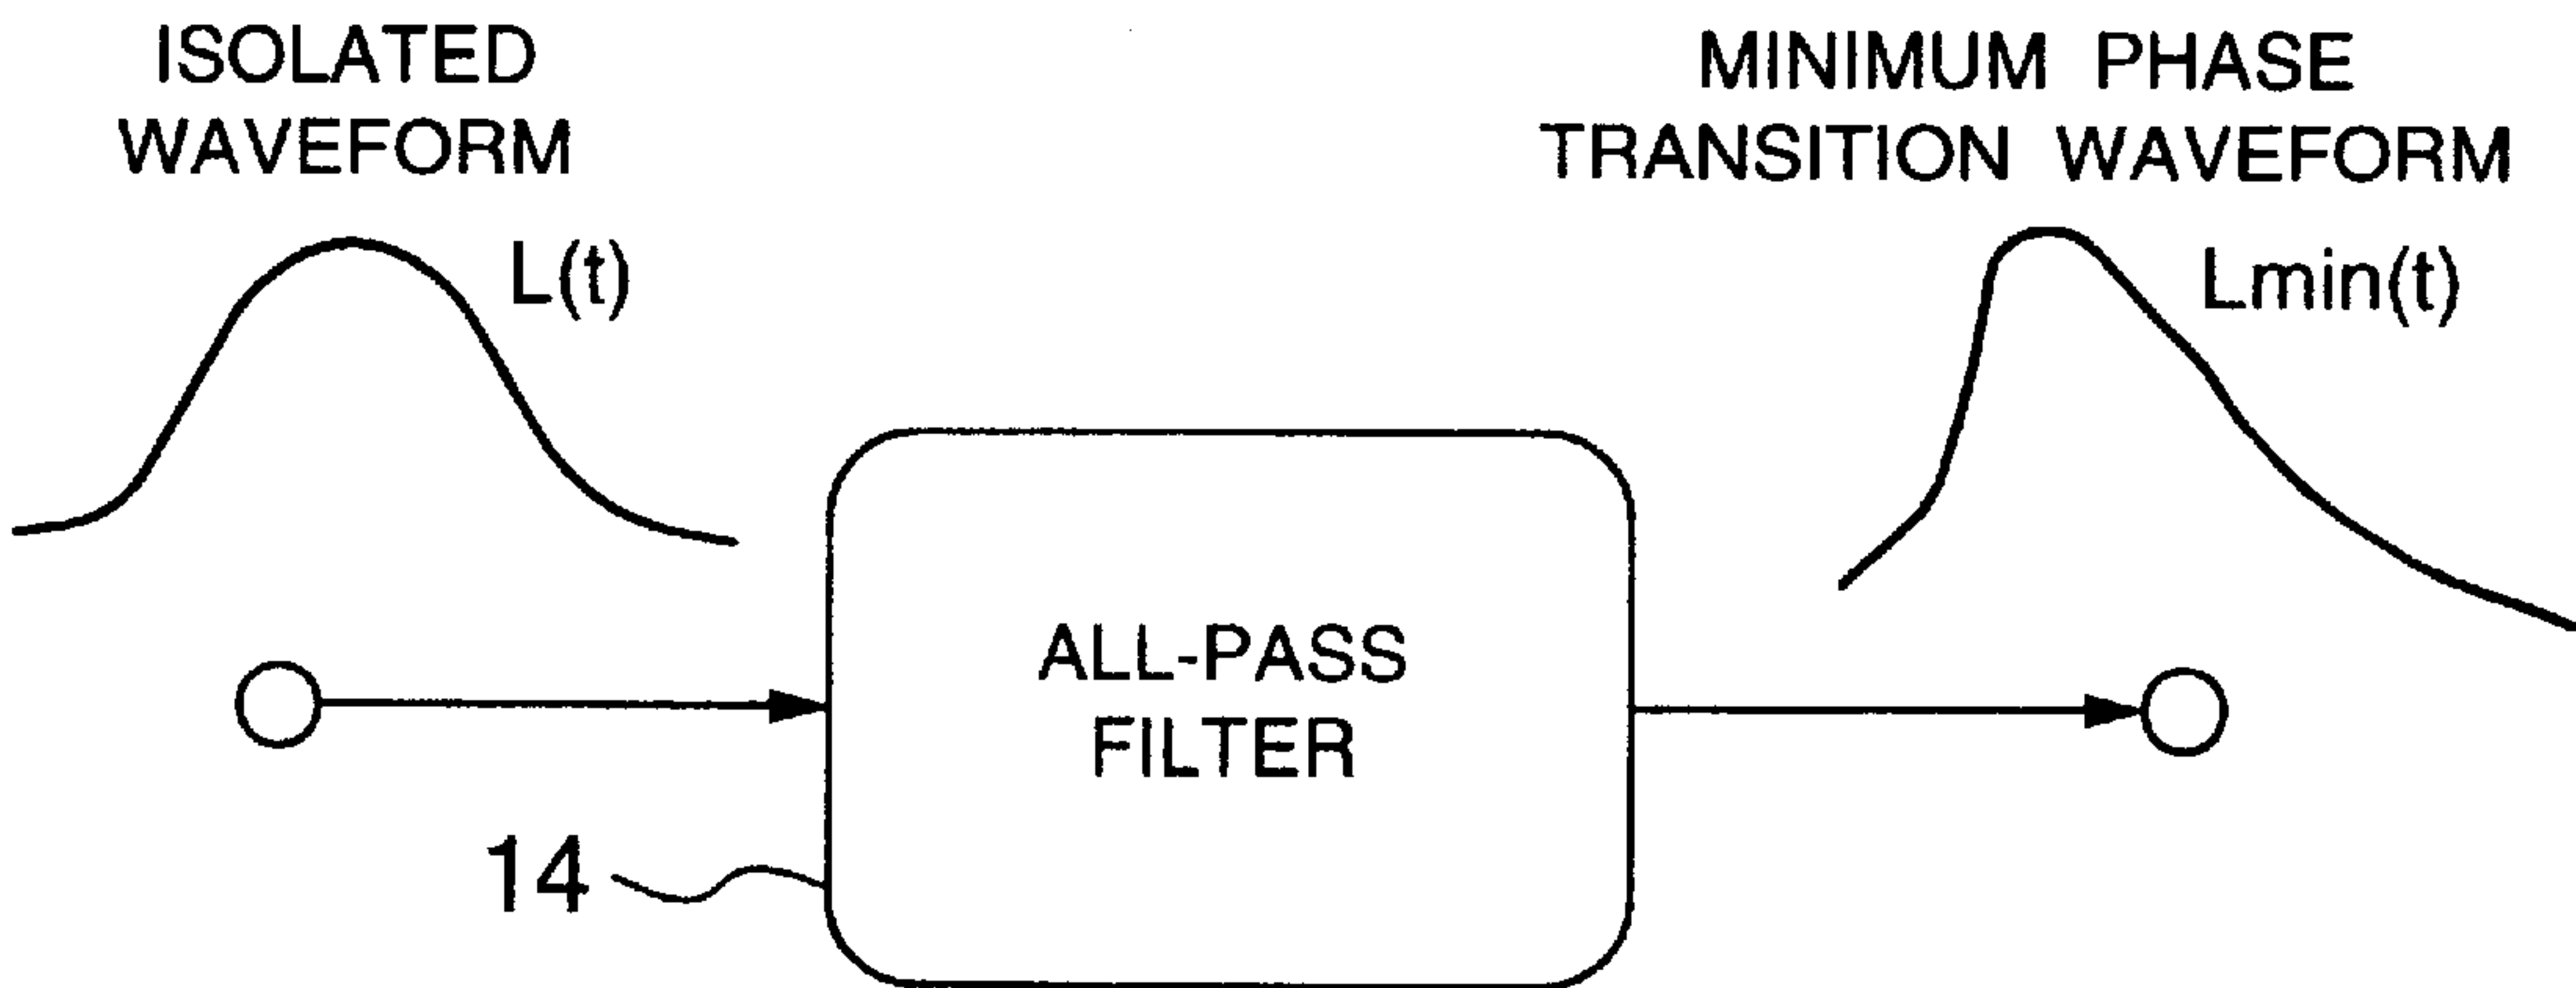 ISOLATED
WAVEFORM
L(t)
MINIMUM PHASE
TRANSITION WAVEFORM
Lmin(t)
ALL-PASS
FILTER
14